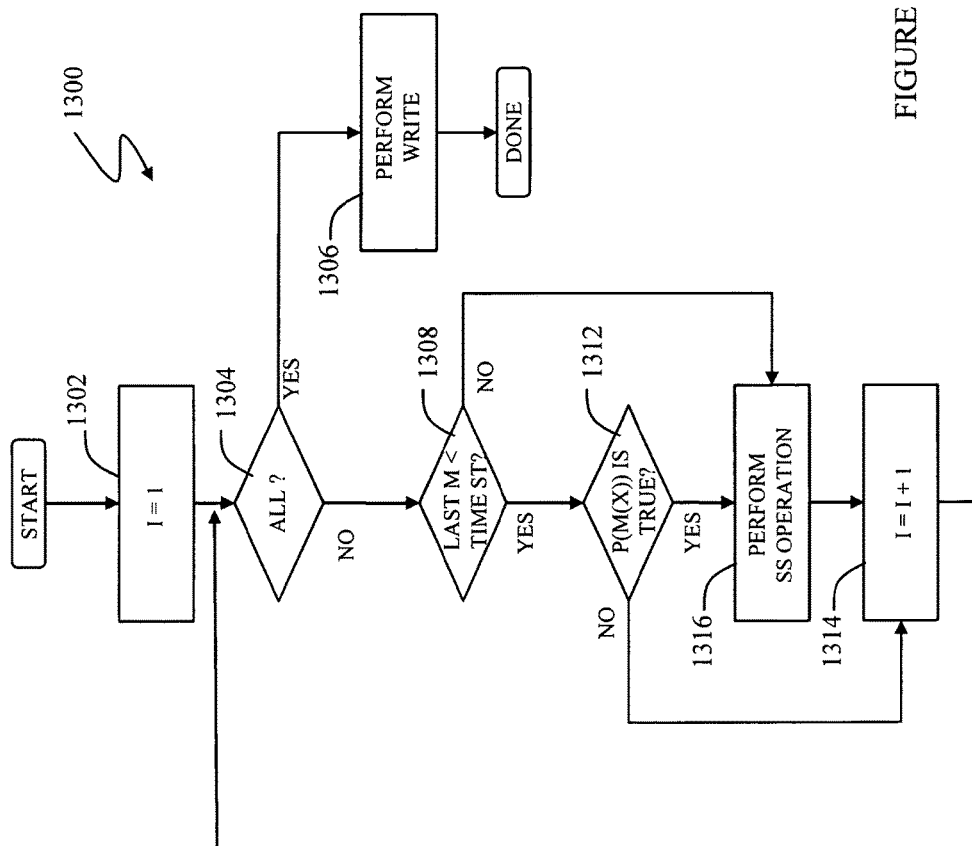 1300
START
1302
I = 1
1304
ALL ?
YES
NO
PERFORM
WRITE
1306
DONE
1308
LAST M <
TIME ST?
NO
YES
1312
P(M(X)) IS
TRUE?
NO
YES
1316
PERFORM
SS OPERATION
1314
I = I + 1
FIGURE